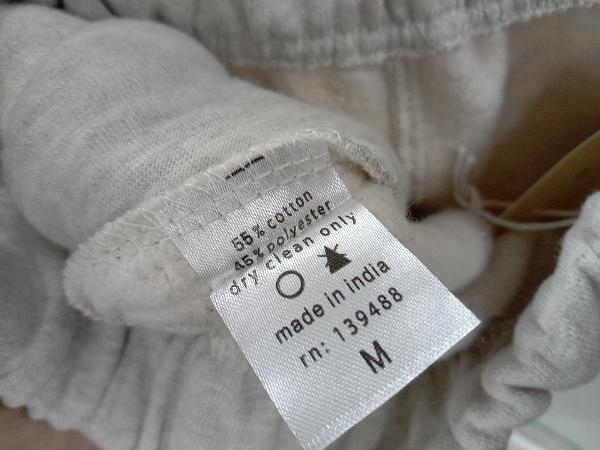 55% cotton
45% polyester
dry clean only
made in india
rn: 139488
M